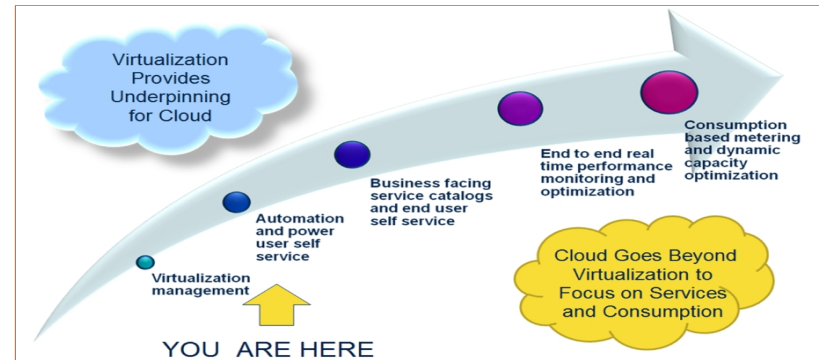 Virtualization
Provides
Underpinning
for Cloud
Virtualization
management
Automation
and power
user self
service
Business facing
service catalogs
and end user
self service
End to end real
time performance
monitoring and
optimization
Consumption
based metering
and dynamic
capacity
optimization
Cloud Goes Beyond
Virtualization to
Focus on Services
and Consumption
YOU ARE HERE